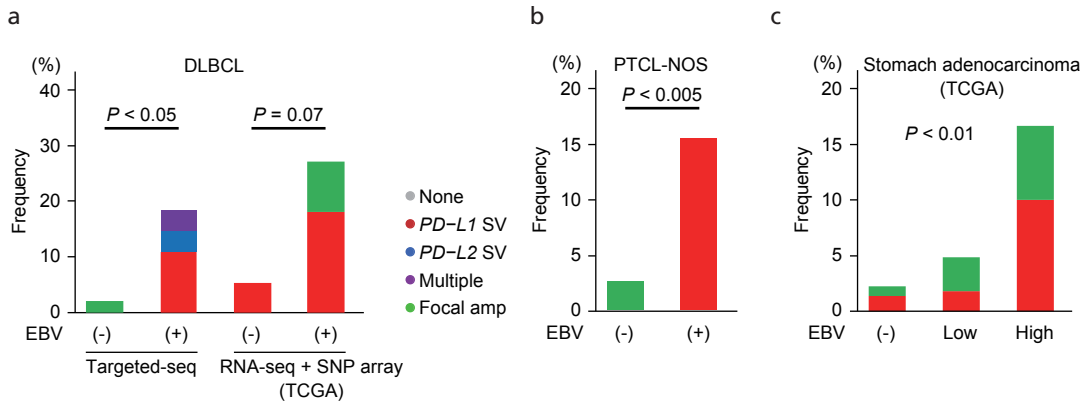 a
(%)
DLBCL
40
30
20
10
0
Frequency
P < 0.05
P = 0.07
EBV
(-)
(+)
(-)
(+)
Targeted-seq
RNA-seq + SNP array
(TCGA)
None
PD−L1 SV
PD−L2 SV
Multiple
Focal amp
b
(%)
PTCL-NOS
20
15
10
5
0
Frequency
P < 0.005
EBV
(-)
(+)
c
(%)
Stomach adenocarcinoma
(TCGA)
20
15
10
5
0
Frequency
P < 0.01
EBV
(-)
Low
High